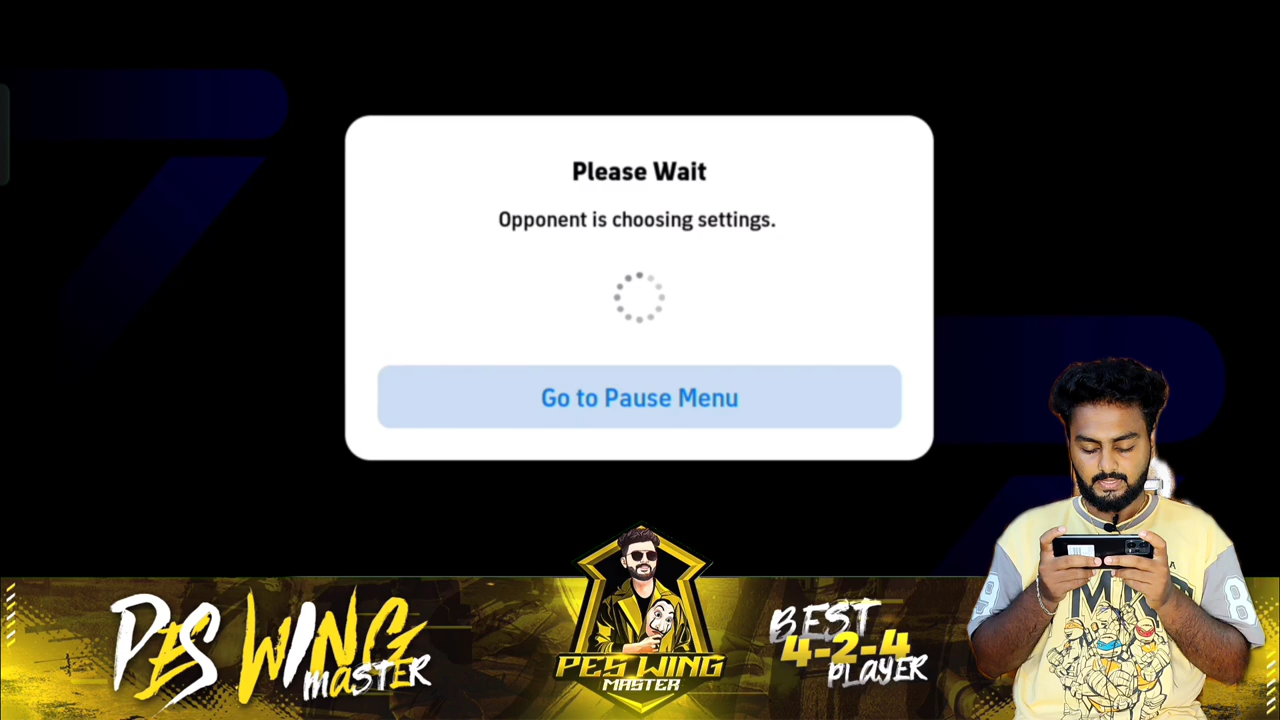 Please Wait
Opponent is choosing settings.
Go to Pause Menu
PES WING
MASTER
PES WING
MASTER
BEST
4-2-4
PLAYER